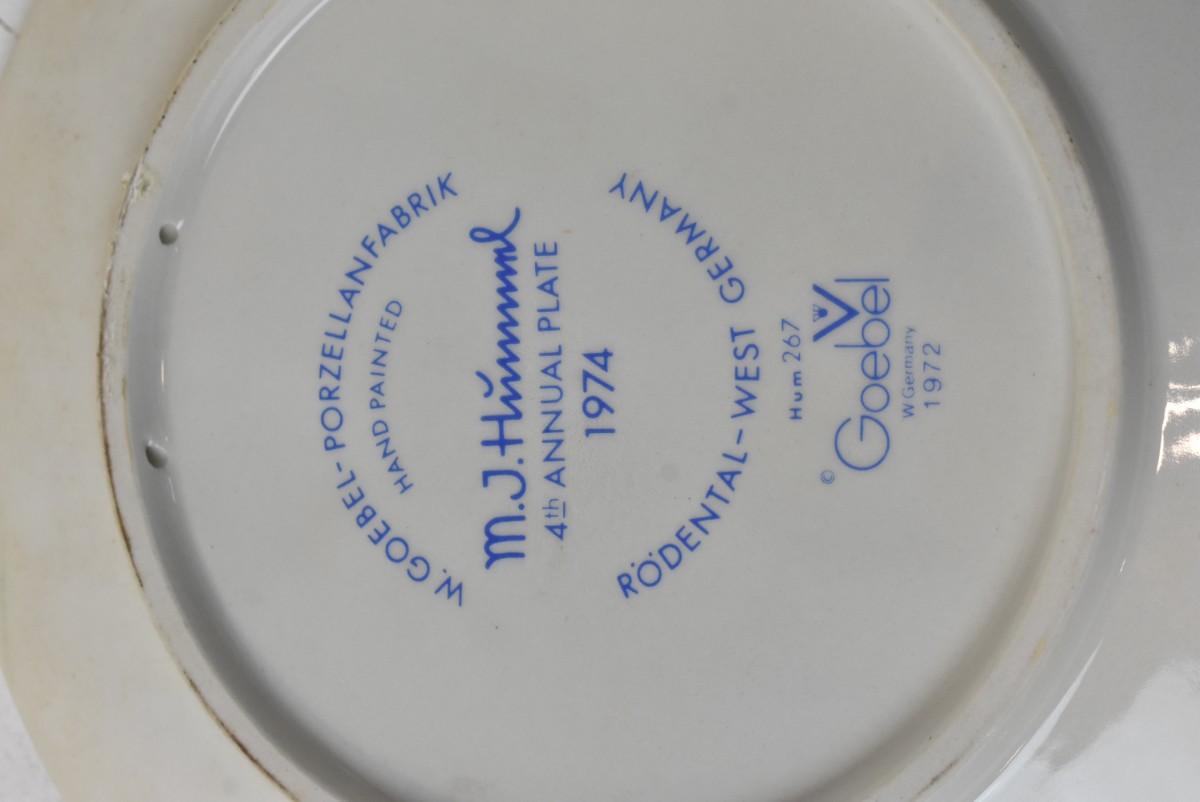 W. GOEBEL-PORZELLANFABRIK
HAND PAINTED
M.J. Hummel
4th ANNUAL PLATE
1974
RÖDENTAL-WEST GERMANY
Hum 267
© Goebel
W Germany
1972